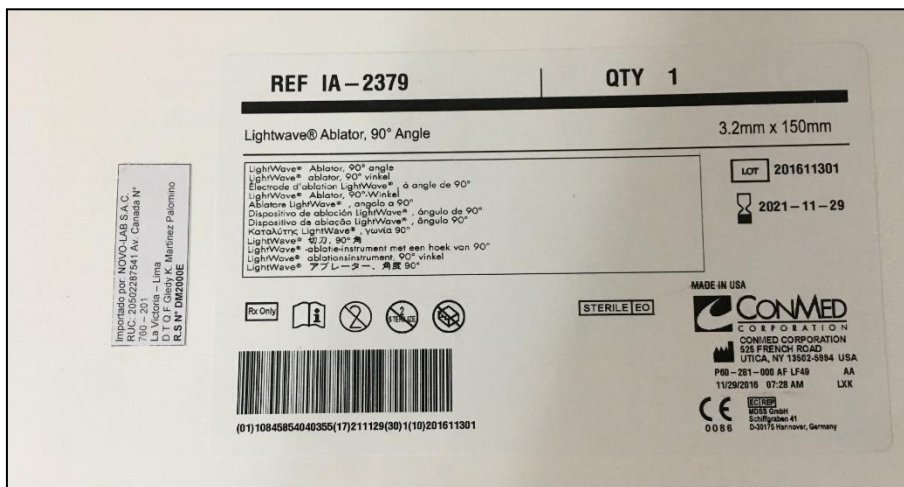 REF IA-2379
QTY 1
Lightwave® Ablator, 90° Angle
3.2mm x 150mm
LightWave® Ablator, 90° angle
LightWave® ablator, 90° vinkel
Électrode d'ablation LightWave®, à angle de 90°
LightWave® Ablator, 90°-Winkel
Ablatore LightWave®, angolo a 90°
Dispositivo de ablación LightWave®, ángulo de 90°
Dispositivo de ablação LightWave®, ângulo 90°
Καταλύτης LightWave®, γωνία 90°
LightWave® 切刀, 90° 角
LightWave® -ablatie-instrument met een hoek van 90°
LightWave® ablationsinstrument, 90° vinkel
LightWave® アブレーター、角度 90°
LOT 201611301
2021-11-29
Rx Only
i
2
2
STERILIZE
STERILE EO
MADE IN USA
CONMED
CORPORATION
CONMED CORPORATION
525 FRENCH ROAD
UTICA, NY 13502-5994 USA
P60-281-000 AF LF49 AA
11/29/2016 07:28 AM LXK
CE
0086
EC REP
MDSS GmbH
Schiffgraben 41
D-30175 Hannover, Germany
(01)10845854040355(17)211129(30)1(10)201611301
Importado por: NOVO-LAB S.A.C.
RUC: 20502287541 Av. Canada N°
760 – 201
La Victoria – Lima
D.T Q.F. Gledy K. Martinez Palomino
R.S N° DM2000E